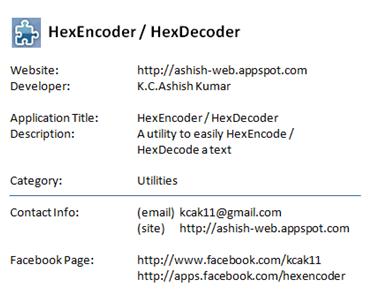 HexEncoder / HexDecoder
Website: http://ashish-web.appspot.com
Developer: K.C.Ashish Kumar
Application Title: HexEncoder / HexDecoder
Description: A utility to easily HexEncode /
HexDecode a text
Category: Utilities
Contact Info: (email) kcak11@gmail.com
(site) http://ashish-web.appspot.com
Facebook Page: http://www.facebook.com/kcak11
http://apps.facebook.com/hexencoder